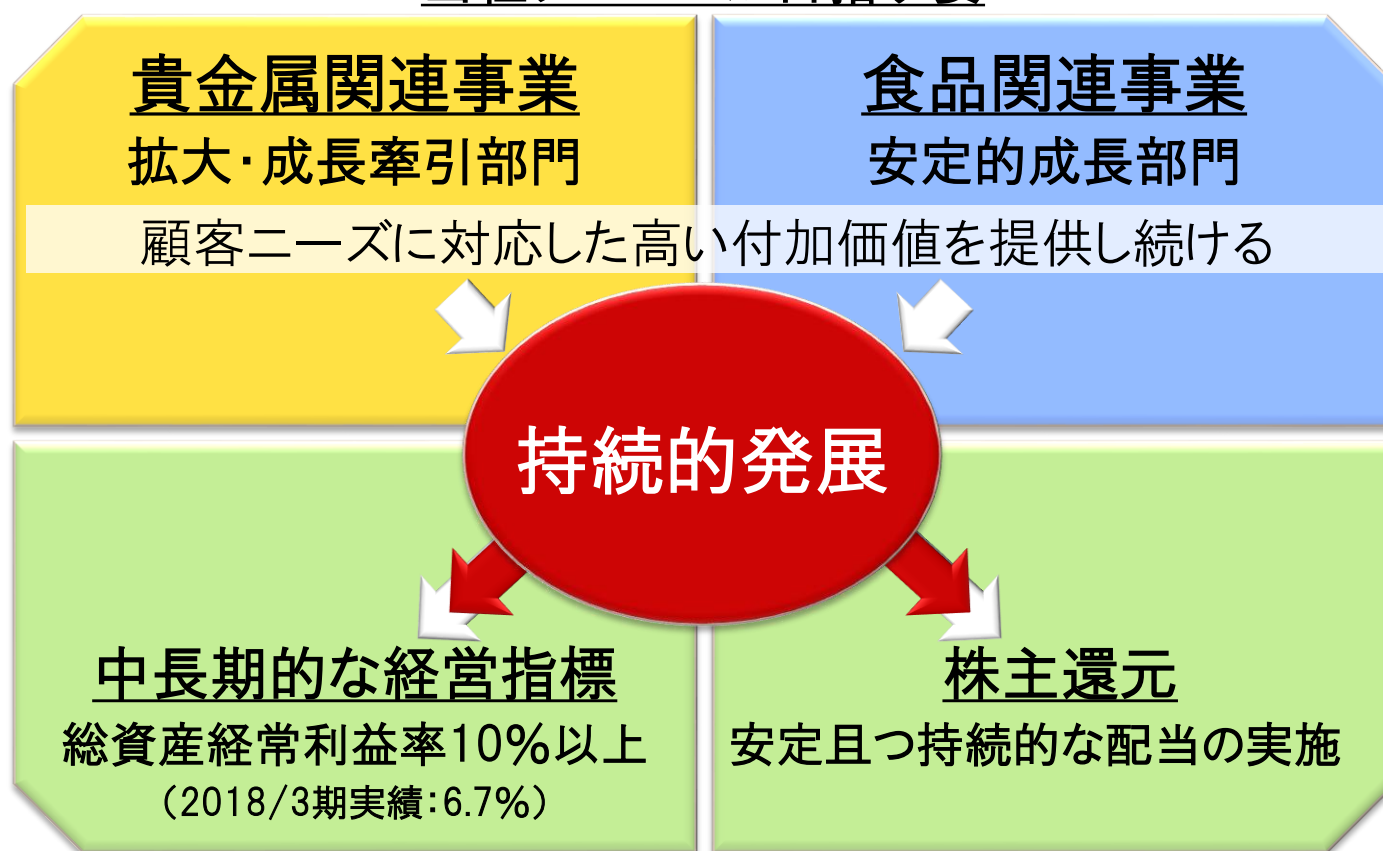 貴金属関連事業
拡大・成長牽引部門
食品関連事業
安定的成長部門
顧客ニーズに対応した高い付加価値を提供し続ける
持続的発展
中長期的な経営指標
総資産経常利益率10%以上
（2018/3期実績：6.7%）
株主還元
安定且つ持続的な配当の実施